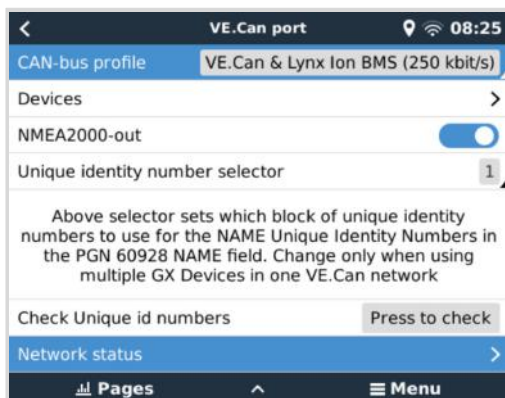 VE.Can port 08:25
CAN-bus profile VE.Can & Lynx Ion BMS (250 kbit/s)
Devices
NMEA2000-out
Unique identity number selector 1
Above selector sets which block of unique identity
numbers to use for the NAME Unique Identity Numbers in
the PGN 60928 NAME field. Change only when using
multiple GX Devices in one VE.Can network
Check Unique id numbers Press to check
Network status
Pages Menu